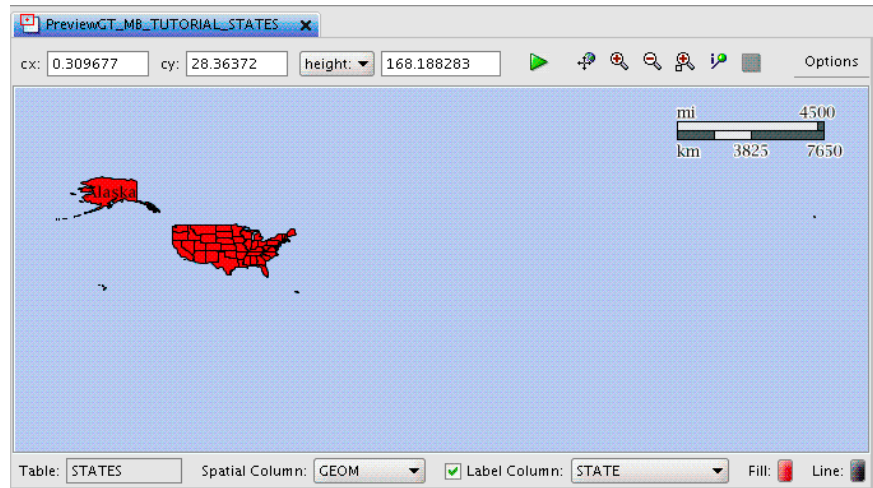 PreviewGT_MB_TUTORIAL_STATES
cx: 0.309677 cy: 28.36372 height: 168.188283 Options
mi 4500
km 3825 7650
Alaska
Table: STATES Spatial Column: GEOM Label Column: STATE Fill: Line: